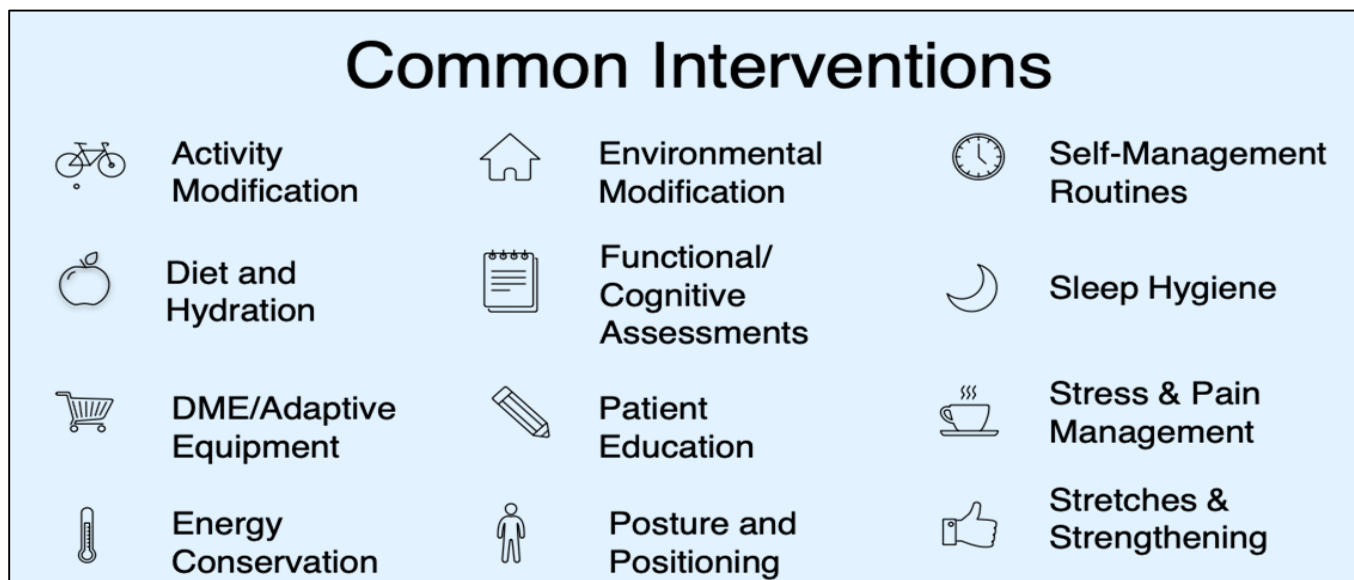 Common Interventions
Activity
Modification
Environmental
Modification
Self-Management
Routines
Diet and
Hydration
Functional/
Cognitive
Assessments
Sleep Hygiene
DME/Adaptive
Equipment
Patient
Education
Stress & Pain
Management
Energy
Conservation
Posture and
Positioning
Stretches &
Strengthening